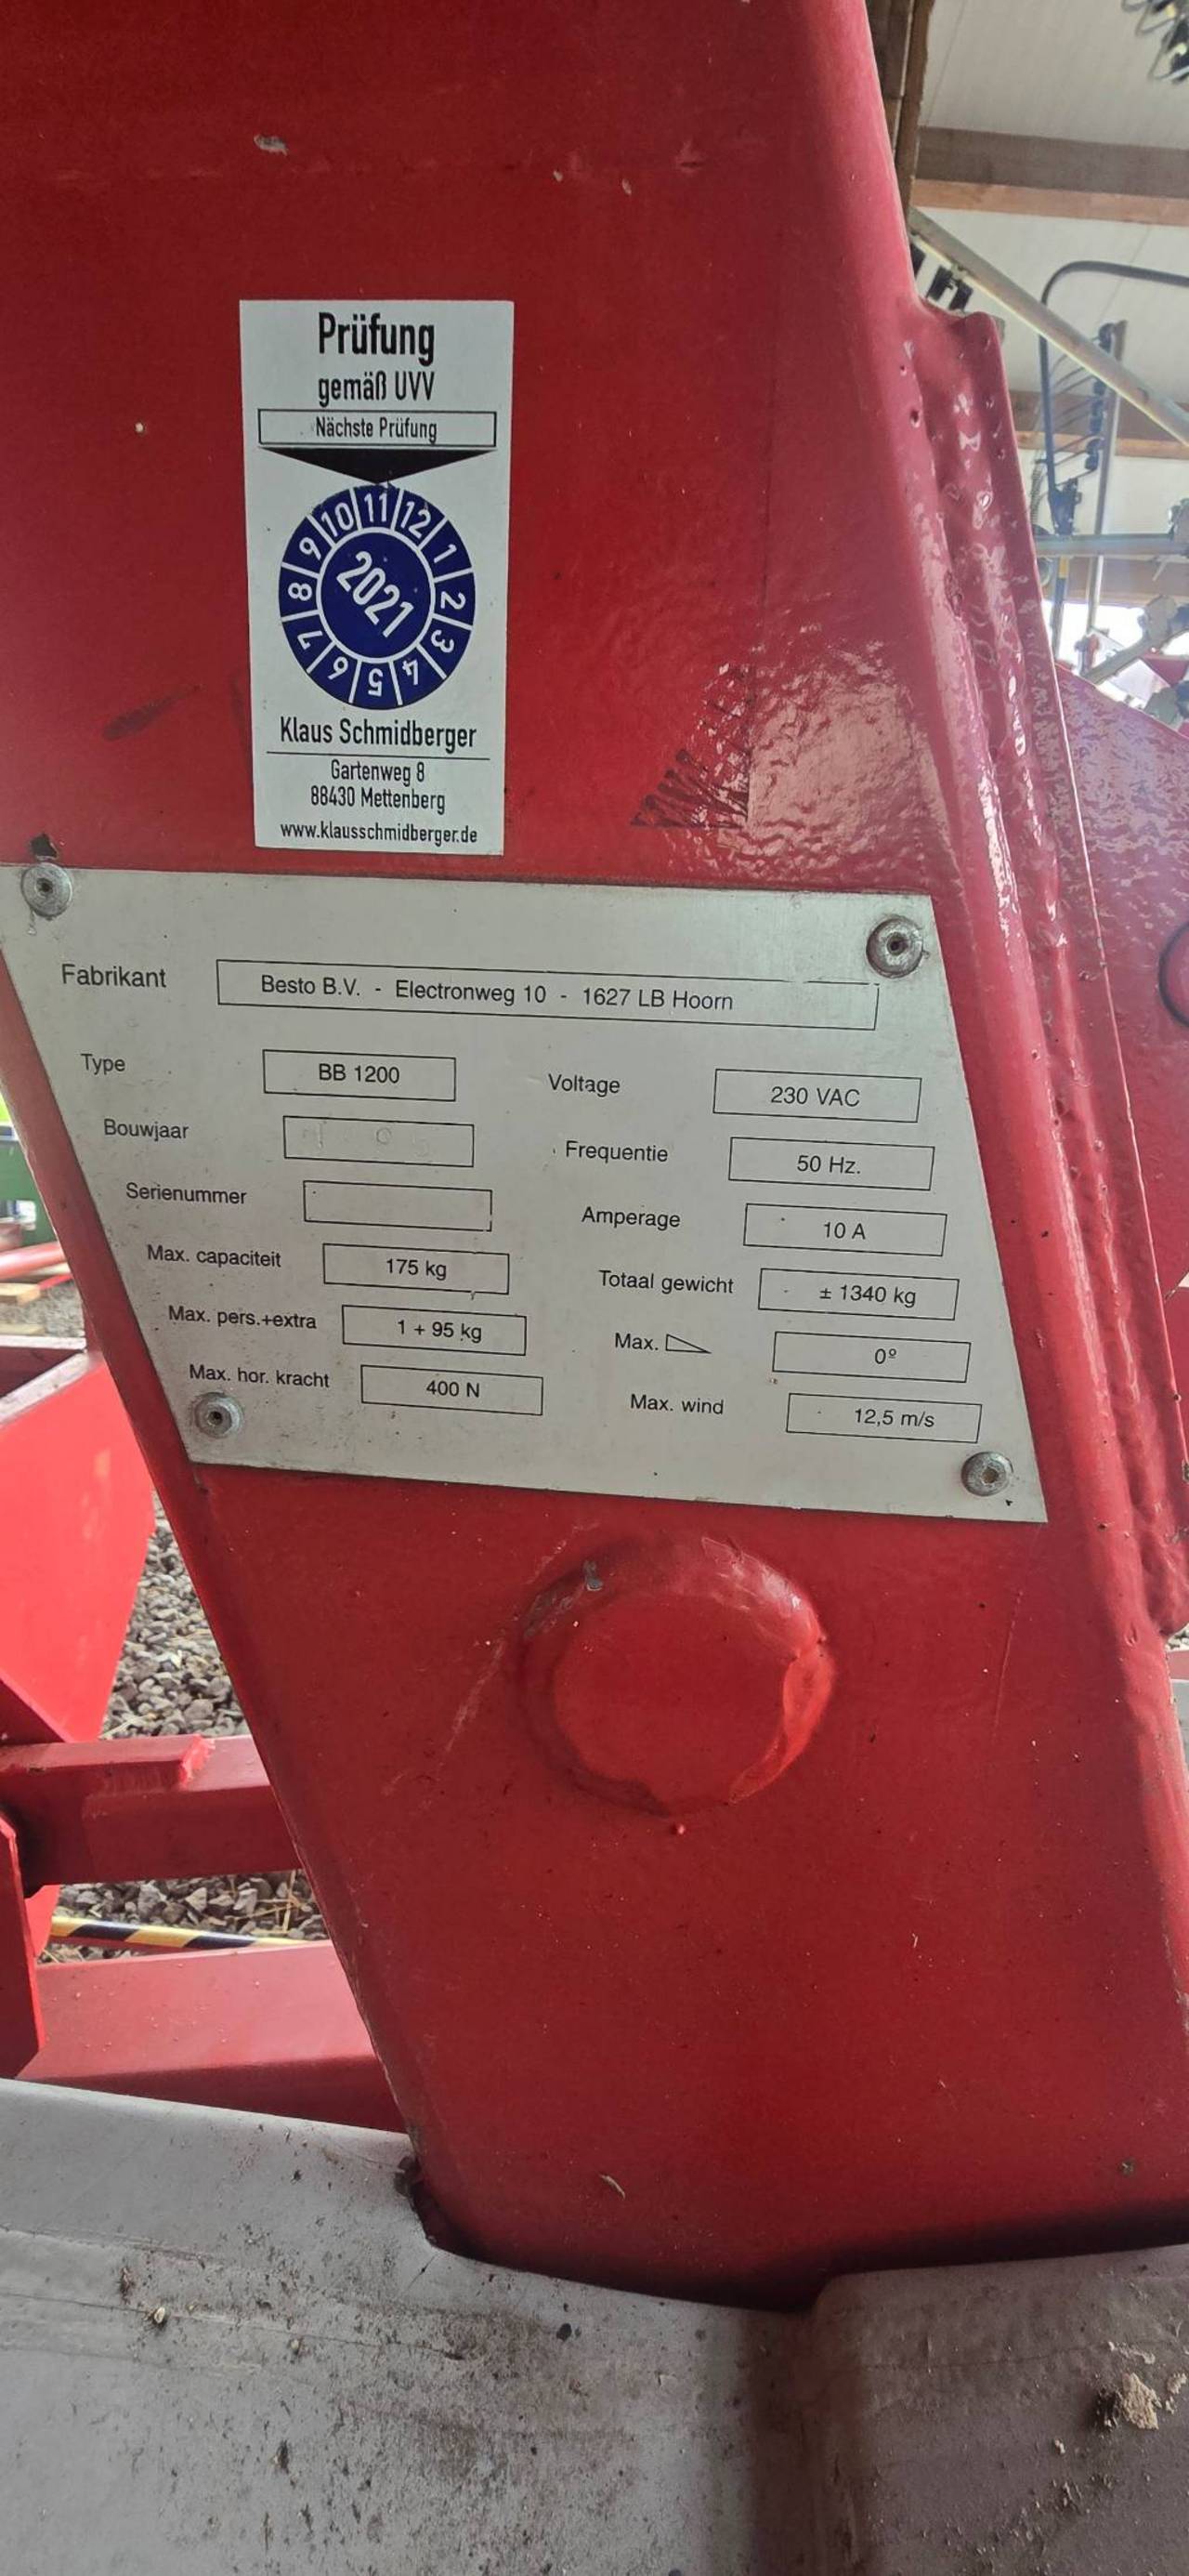 Prüfung
gemäß UVV
Nächste Prüfung
10 11 12 1 2 3 4 5 6 7 8 9
2021
Klaus Schmidberger
Gartenweg 8
88430 Mettenberg
www.klausschmidberger.de
Fabrikant Besto B.V. - Electronweg 10 - 1627 LB Hoorn
Type BB 1200 Voltage 230 VAC
Bouwjaar Frequentie 50 Hz.
Serienummer Amperage 10 A
Max. capaciteit 175 kg Totaal gewicht ± 1340 kg
Max. pers.+extra 1 + 95 kg Max. 0º
Max. hor. kracht 400 N Max. wind 12,5 m/s